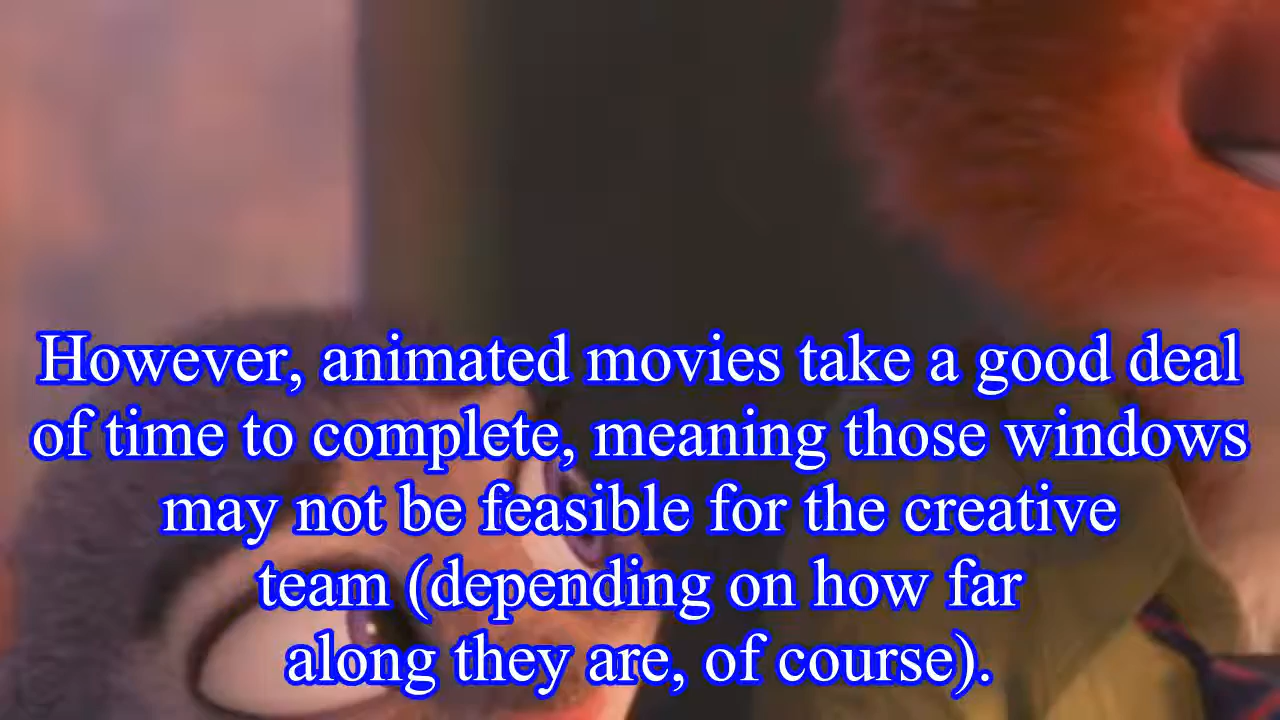 However, animated movies take a good deal
of time to complete, meaning those windows
may not be feasible for the creative
team (depending on how far
along they are, of course).